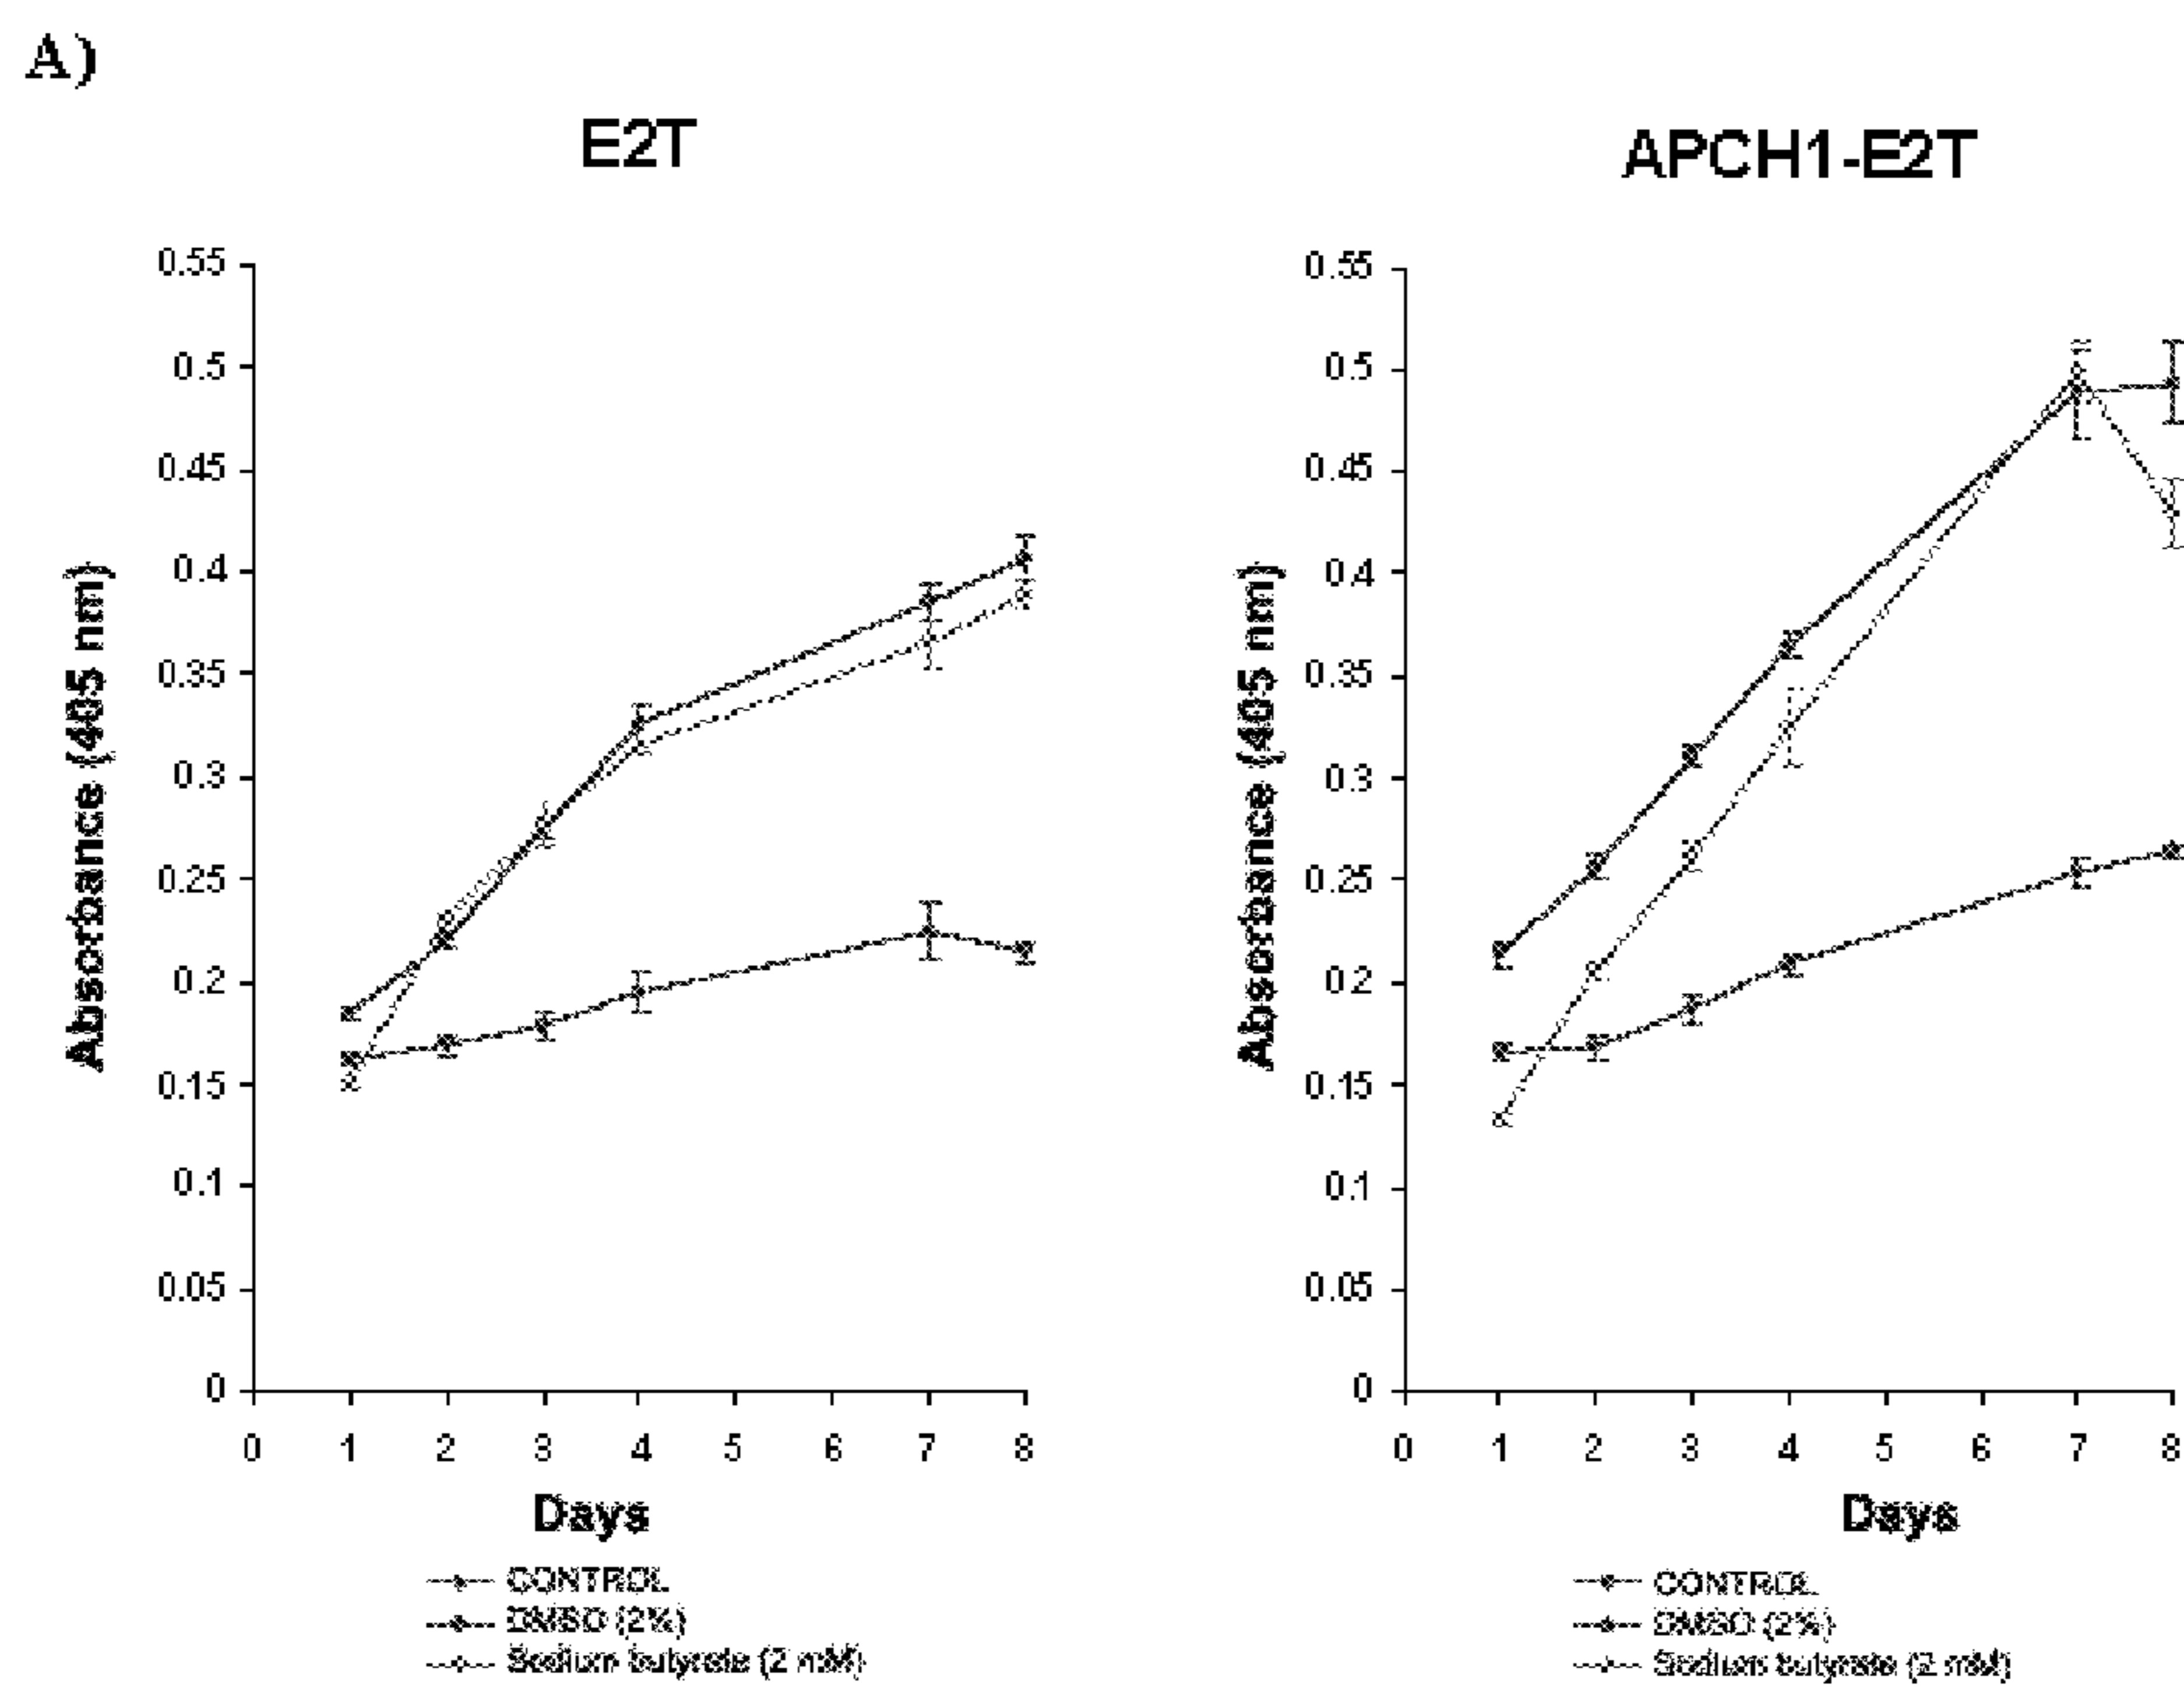 A)
E2T
Absorbance (405 nm)
0.55
0.5
0.45
0.4
0.35
0.3
0.25
0.2
0.15
0.1
0.05
0
0 1 2 3 4 5 6 7 8
Days
CONTROL
DMSO (2%)
Sodium butyrate (2 mM)
APCH1-E2T
Absorbance (405 nm)
0.55
0.5
0.45
0.4
0.35
0.3
0.25
0.2
0.15
0.1
0.05
0
0 1 2 3 4 5 6 7 8
Days
CONTROL
DMSO (2%)
Sodium butyrate (2 mM)